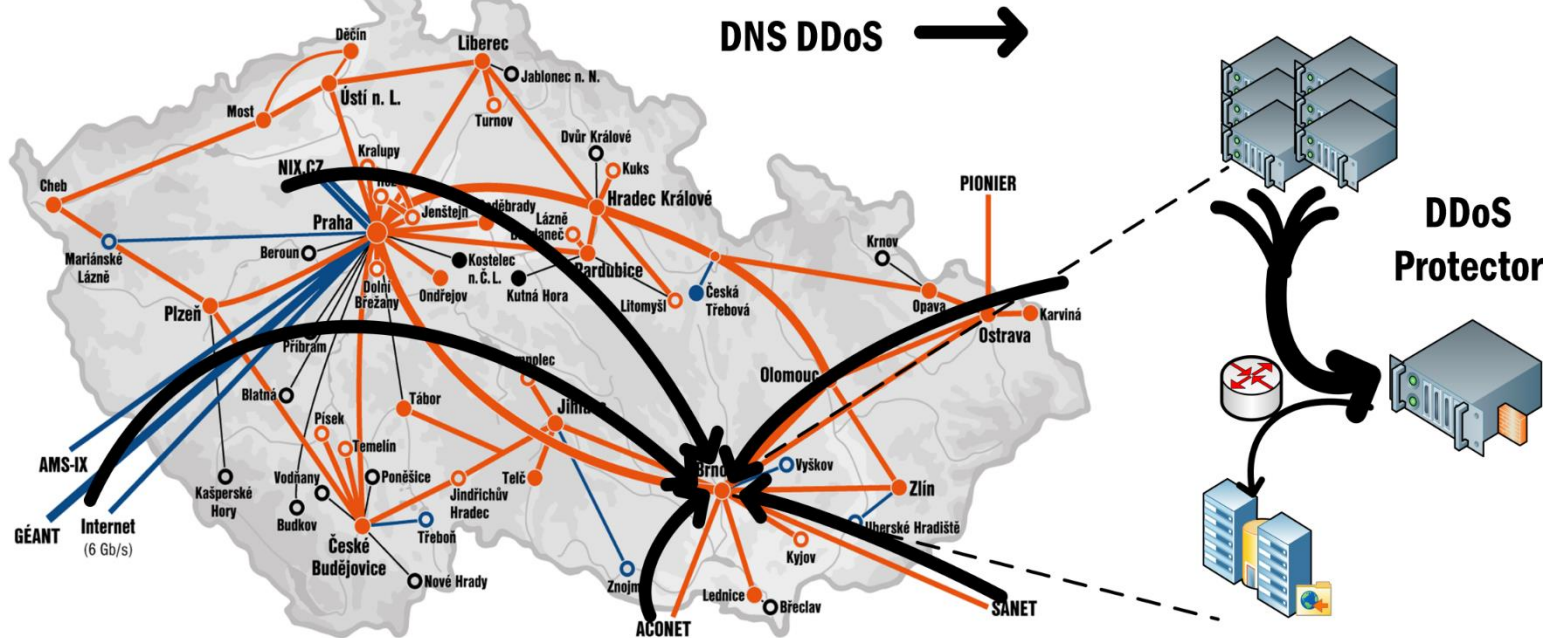 DNS DDoS
DDoS
Protector
Děčín
Liberec
Jablonec n. N.
Ústí n. L.
Most
Turnov
Dvůr Králové
Kralupy
Kuks
NIX.CZ
Cheb
Hradec Králové
PIONIER
Jenštejn
Praha
Lázně
Krnov
Beroun
Mariánské
Lázně
Kostelec
n. Č. L.
Pardubice
Kutná Hora
Dolní
Břežany
Ondřejov
Litomyšl
Česká
Třebová
Opava
Karviná
Ostrava
Plzeň
Příbram
Olomouc
Blatná
Tábor
Jihlava
Písek
Temelín
AMS-IX
Brno
Vyškov
Kašperské
Hory
Vodňany
Poněšice
Telč
Zlín
Jindřichův
Hradec
GÉANT
Internet
(6 Gb/s)
Budkov
Třeboň
Uherské Hradiště
České
Budějovice
Kyjov
Nové Hrady
Lednice
Břeclav
ACONET
SANET